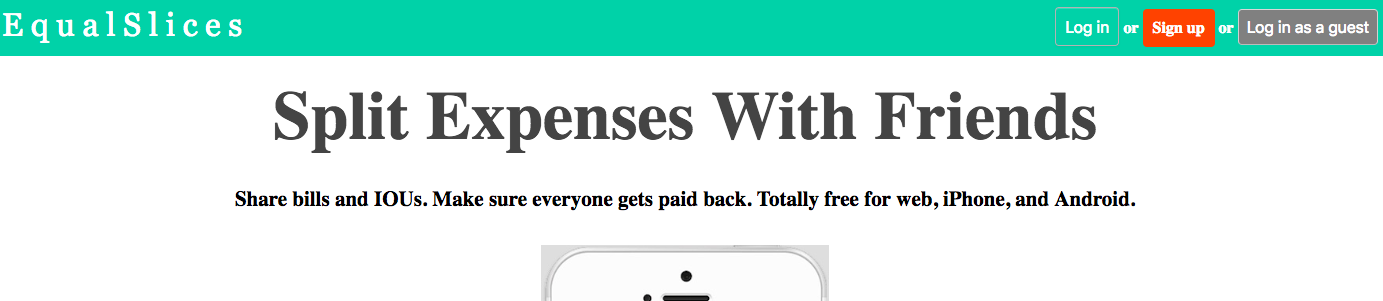 EqualSlices
Log in or Sign up or Log in as a guest
Split Expenses With Friends
Share bills and IOUs. Make sure everyone gets paid back. Totally free for web, iPhone, and Android.